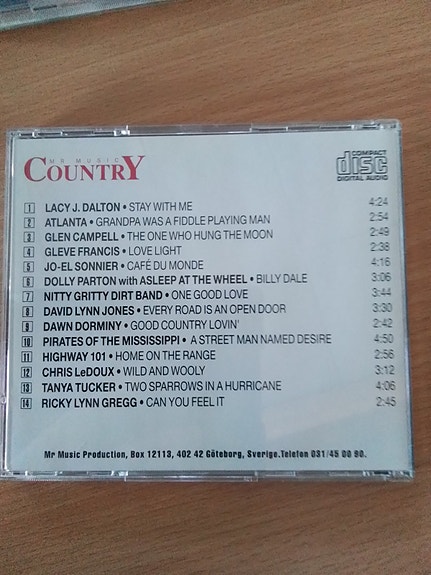 MR MUSIC
COUNTRY
COMPACT
disc
DIGITAL AUDIO
1 LACY J. DALTON • STAY WITH ME 4:24
2 ATLANTA • GRANDPA WAS A FIDDLE PLAYING MAN 2:54
3 GLEN CAMPELL • THE ONE WHO HUNG THE MOON 2:49
4 GLEVE FRANCIS • LOVE LIGHT 2:38
5 JO-EL SONNIER • CAFÉ DU MONDE 4:16
6 DOLLY PARTON with ASLEEP AT THE WHEEL • BILLY DALE 3:06
7 NITTY GRITTY DIRT BAND • ONE GOOD LOVE 3:44
8 DAVID LYNN JONES • EVERY ROAD IS AN OPEN DOOR 3:30
9 DAWN DORMINY • GOOD COUNTRY LOVIN' 2:42
10 PIRATES OF THE MISSISSIPPI • A STREET MAN NAMED DESIRE 4:50
11 HIGHWAY 101 • HOME ON THE RANGE 2:56
12 CHRIS LeDOUX • WILD AND WOOLY 3:12
13 TANYA TUCKER • TWO SPARROWS IN A HURRICANE 4:06
14 RICKY LYNN GREGG • CAN YOU FEEL IT 2:45
Mr Music Production, Box 12113, 402 42 Göteborg, Sverige.Telefon 031/45 00 80.